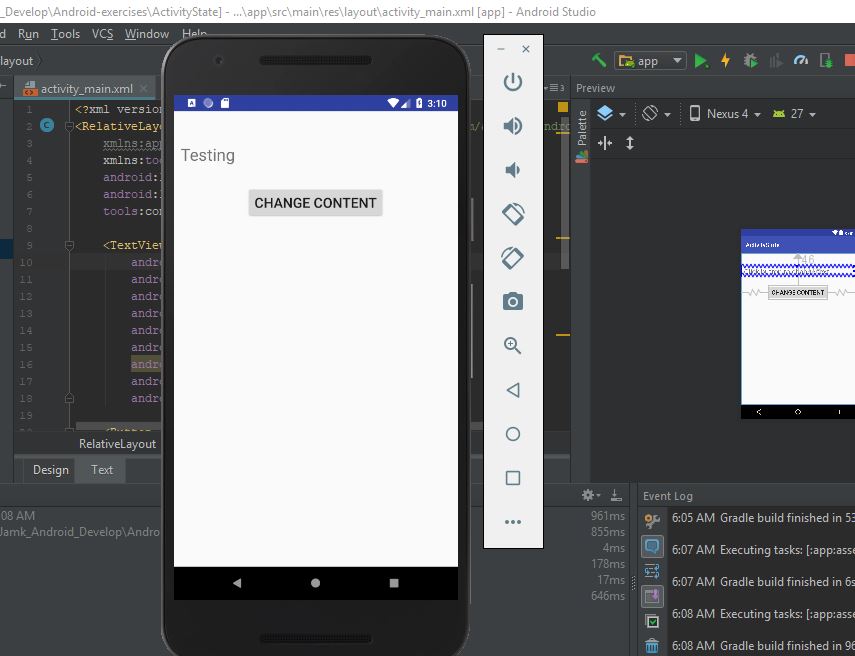 _Develop\Android-exercises\ActivityState] - ...\app\src\main\res\layout\activity_main.xml [app] - Android Studio
d Run Tools VCS Window Help
layout
app
activity_main.xml
3
Preview
Palette
Nexus 4
27
1 <?xml version
2 <RelativeLay
3 xmlns:app
4 xmlns:too
5 android:l
6 android:l
7 tools:con
8
9 <TextView
10 andro
11 andro
12 andro
13 andro
14 andro
15 andro
16 andro
17 andro
18 andro
19
<Button
RelativeLayout
Design Text
3:10
Testing
CHANGE CONTENT
ActivityState
46
CHANGE CONTENT
08 AM
Jamk_Android_Develop\Andro
961ms
855ms
4ms
178ms
17ms
646ms
Event Log
6:05 AM Gradle build finished in 53
6:07 AM Executing tasks: [:app:asse
6:07 AM Gradle build finished in 6s
6:08 AM Executing tasks: [:app:asse
6:08 AM Gradle build finished in 96